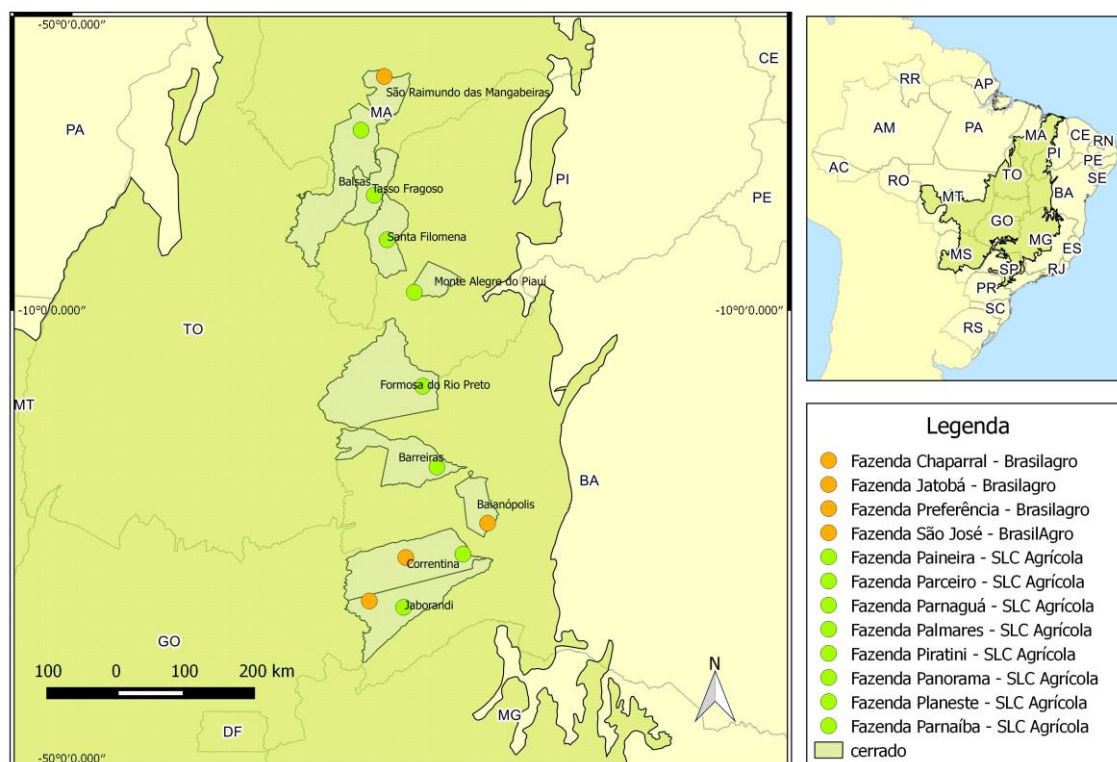 -50°0'0.000"
CE
São Raimundo das Mangabeiras
MA
PA
Balsas
Tasso Fragoso
PI
PE
Santa Filomena
Monte Alegre do Piauí
-10°0'0.000"
-10°0'0.000"
TO
Formosa do Rio Preto
MT
Barreiras
BA
Baianópolis
Correntina
Jaborandi
GO
100 0 100 200 km
N
MG
DF
-50°0'0.000"
RR
AP
AM
PA
MA
CE
RN
PI
PE
AC
TO
SE
RO
MT
BA
GO
MG
ES
MS
SP
RJ
PR
SC
RS
Legenda
Fazenda Chaparral - Brasilagro
Fazenda Jatobá - Brasilagro
Fazenda Preferência - Brasilagro
Fazenda São José - BrasilAgro
Fazenda Paineira - SLC Agrícola
Fazenda Parceiro - SLC Agrícola
Fazenda Parnaguá - SLC Agrícola
Fazenda Palmares - SLC Agrícola
Fazenda Piratini - SLC Agrícola
Fazenda Panorama - SLC Agrícola
Fazenda Planeste - SLC Agrícola
Fazenda Parnaíba - SLC Agrícola
cerrado